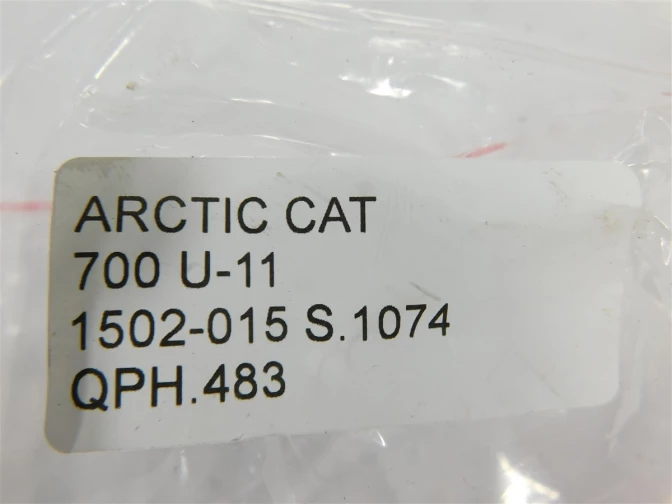 ARCTIC CAT
700 U-11
1502-015 S.1074
QPH.483